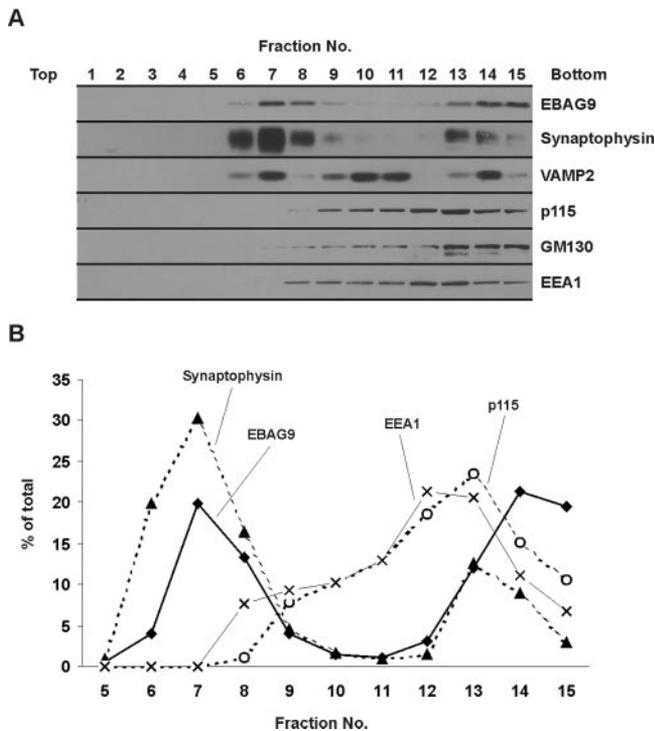 A
Fraction No.
Top 1 2 3 4 5 6 7 8 9 10 11 12 13 14 15 Bottom
EBAG9
Synaptophysin
VAMP2
p115
GM130
EEA1
B
Synaptophysin
EBAG9
EEA1
p115
% of total
35
30
25
20
15
10
5
0
5 6 7 8 9 10 11 12 13 14 15
Fraction No.